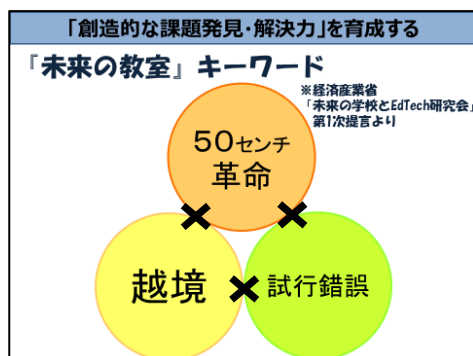 「創造的な課題発見・解決力」を育成する
『未来の教室』キーワード
※経済産業省
「未来の学校とEdTech研究会」
第1次提言より
50センチ
革命
越境
試行錯誤